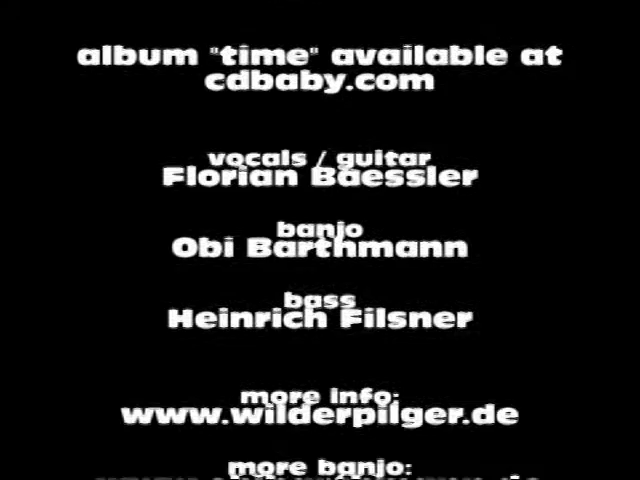 album "time" available at
cdbaby.com
vocals / guitar
Florian Baessler
banjo
Obi Barthmann
bass
Heinrich Filsner
more info:
www.wilderpilger.de
more banjo: